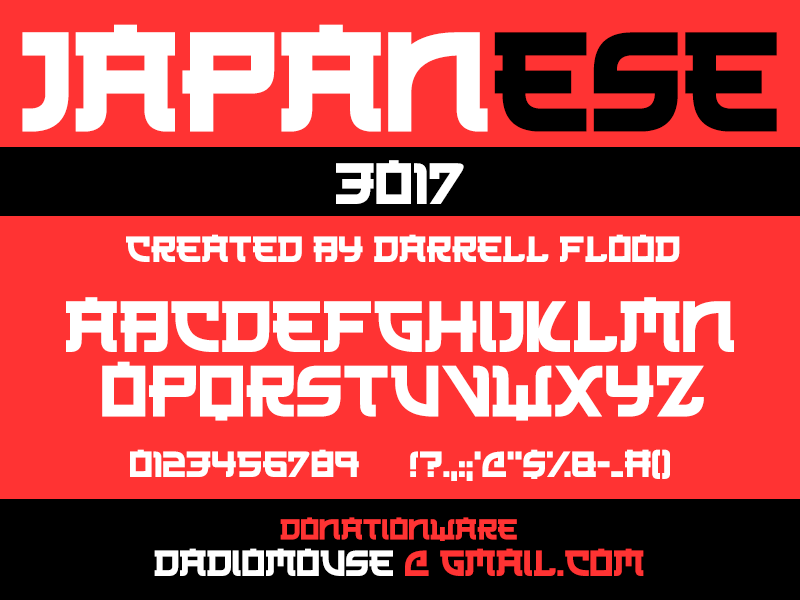 JAPANESE
3017
CREATED BY DARRELL FLOOD
ABCDEFGHIJKLMN
OPQRSTUVWXYZ
0123456789 !?.,:;'@"$%&-_#()
DONATIONWARE
DADIOMOUSE @ GMAIL.COM